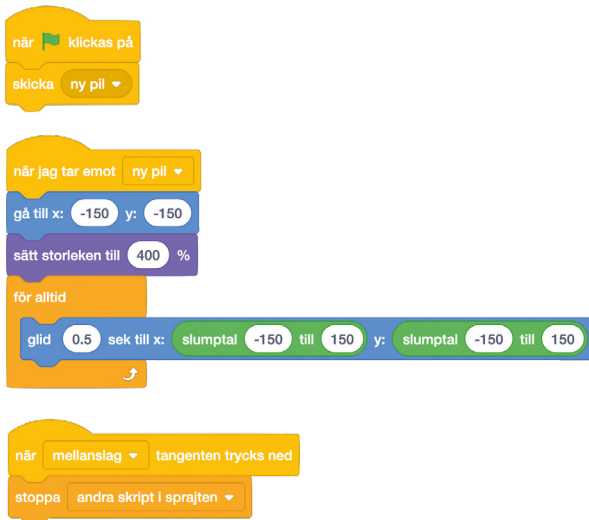 när klickas på
skicka ny pil
när jag tar emot ny pil
gå till x: -150 y: -150
sätt storleken till 400 %
för alltid
glid 0.5 sek till x: slumptal -150 till 150 y: slumptal -150 till 150
när mellanslag tangenten trycks ned
stoppa andra skript i sprajten